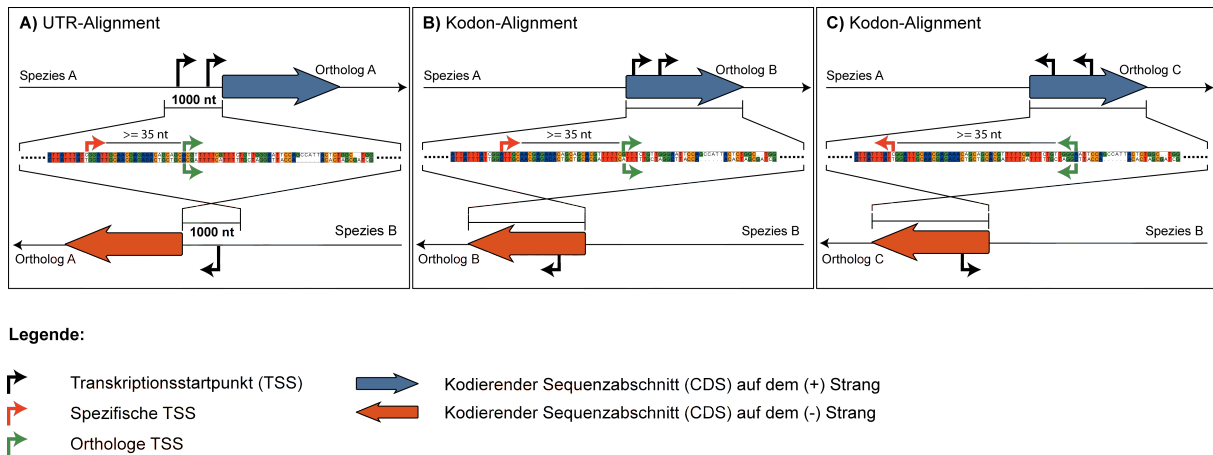 A) UTR-Alignment
Spezies A
Ortholog A
1000 nt
>= 35 nt
1000 nt
Spezies B
Ortholog A
B) Kodon-Alignment
Spezies A
Ortholog B
>= 35 nt
Spezies B
Ortholog B
C) Kodon-Alignment
Spezies A
Ortholog C
>= 35 nt
Spezies B
Ortholog C
Legende:
Transkriptionsstartpunkt (TSS)
Spezifische TSS
Orthologe TSS
Kodierender Sequenzabschnitt (CDS) auf dem (+) Strang
Kodierender Sequenzabschnitt (CDS) auf dem (-) Strang